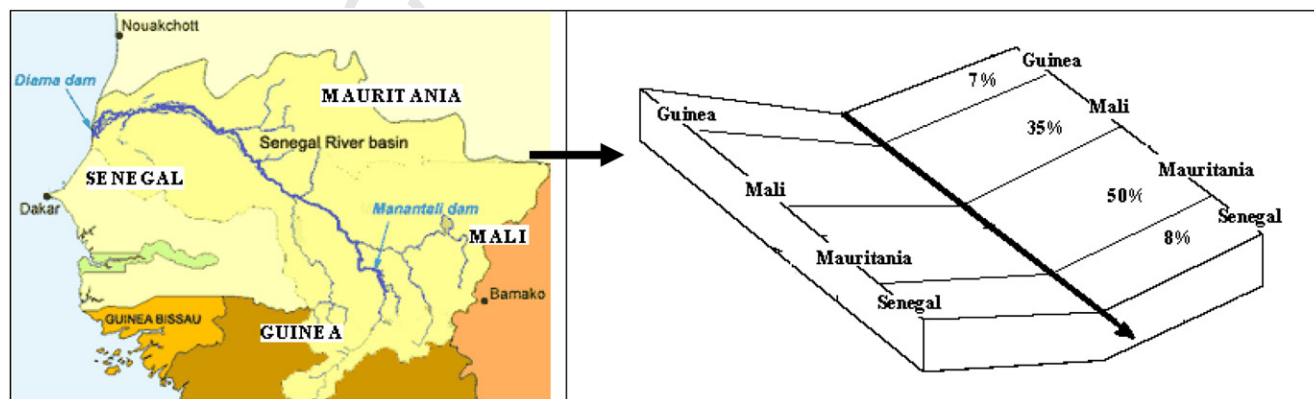 Nouakchott
Diama dam
MAURITANIA
Senegal River basin
SENEGAL
Dakar
Manantali dam
MALI
Bamako
GUINEA BISSAU
GUINEA
Guinea
7%
Mali
35%
Mauritania
50%
Senegal
8%
Guinea
Mali
Mauritania
Senegal